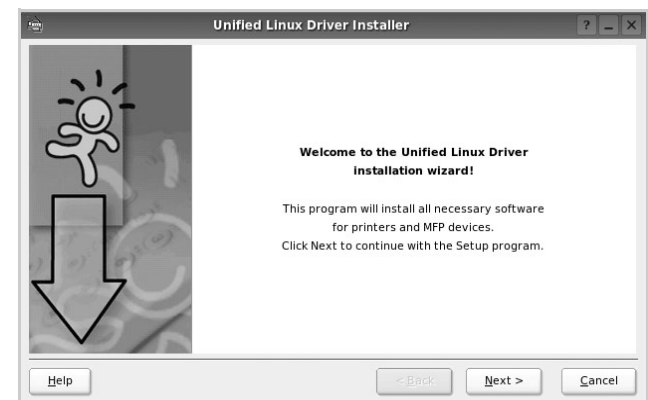 Unified Linux Driver Installer
? _ X
Welcome to the Unified Linux Driver
installation wizard!
This program will install all necessary software
for printers and MFP devices.
Click Next to continue with the Setup program.
Help
< Back
Next >
Cancel